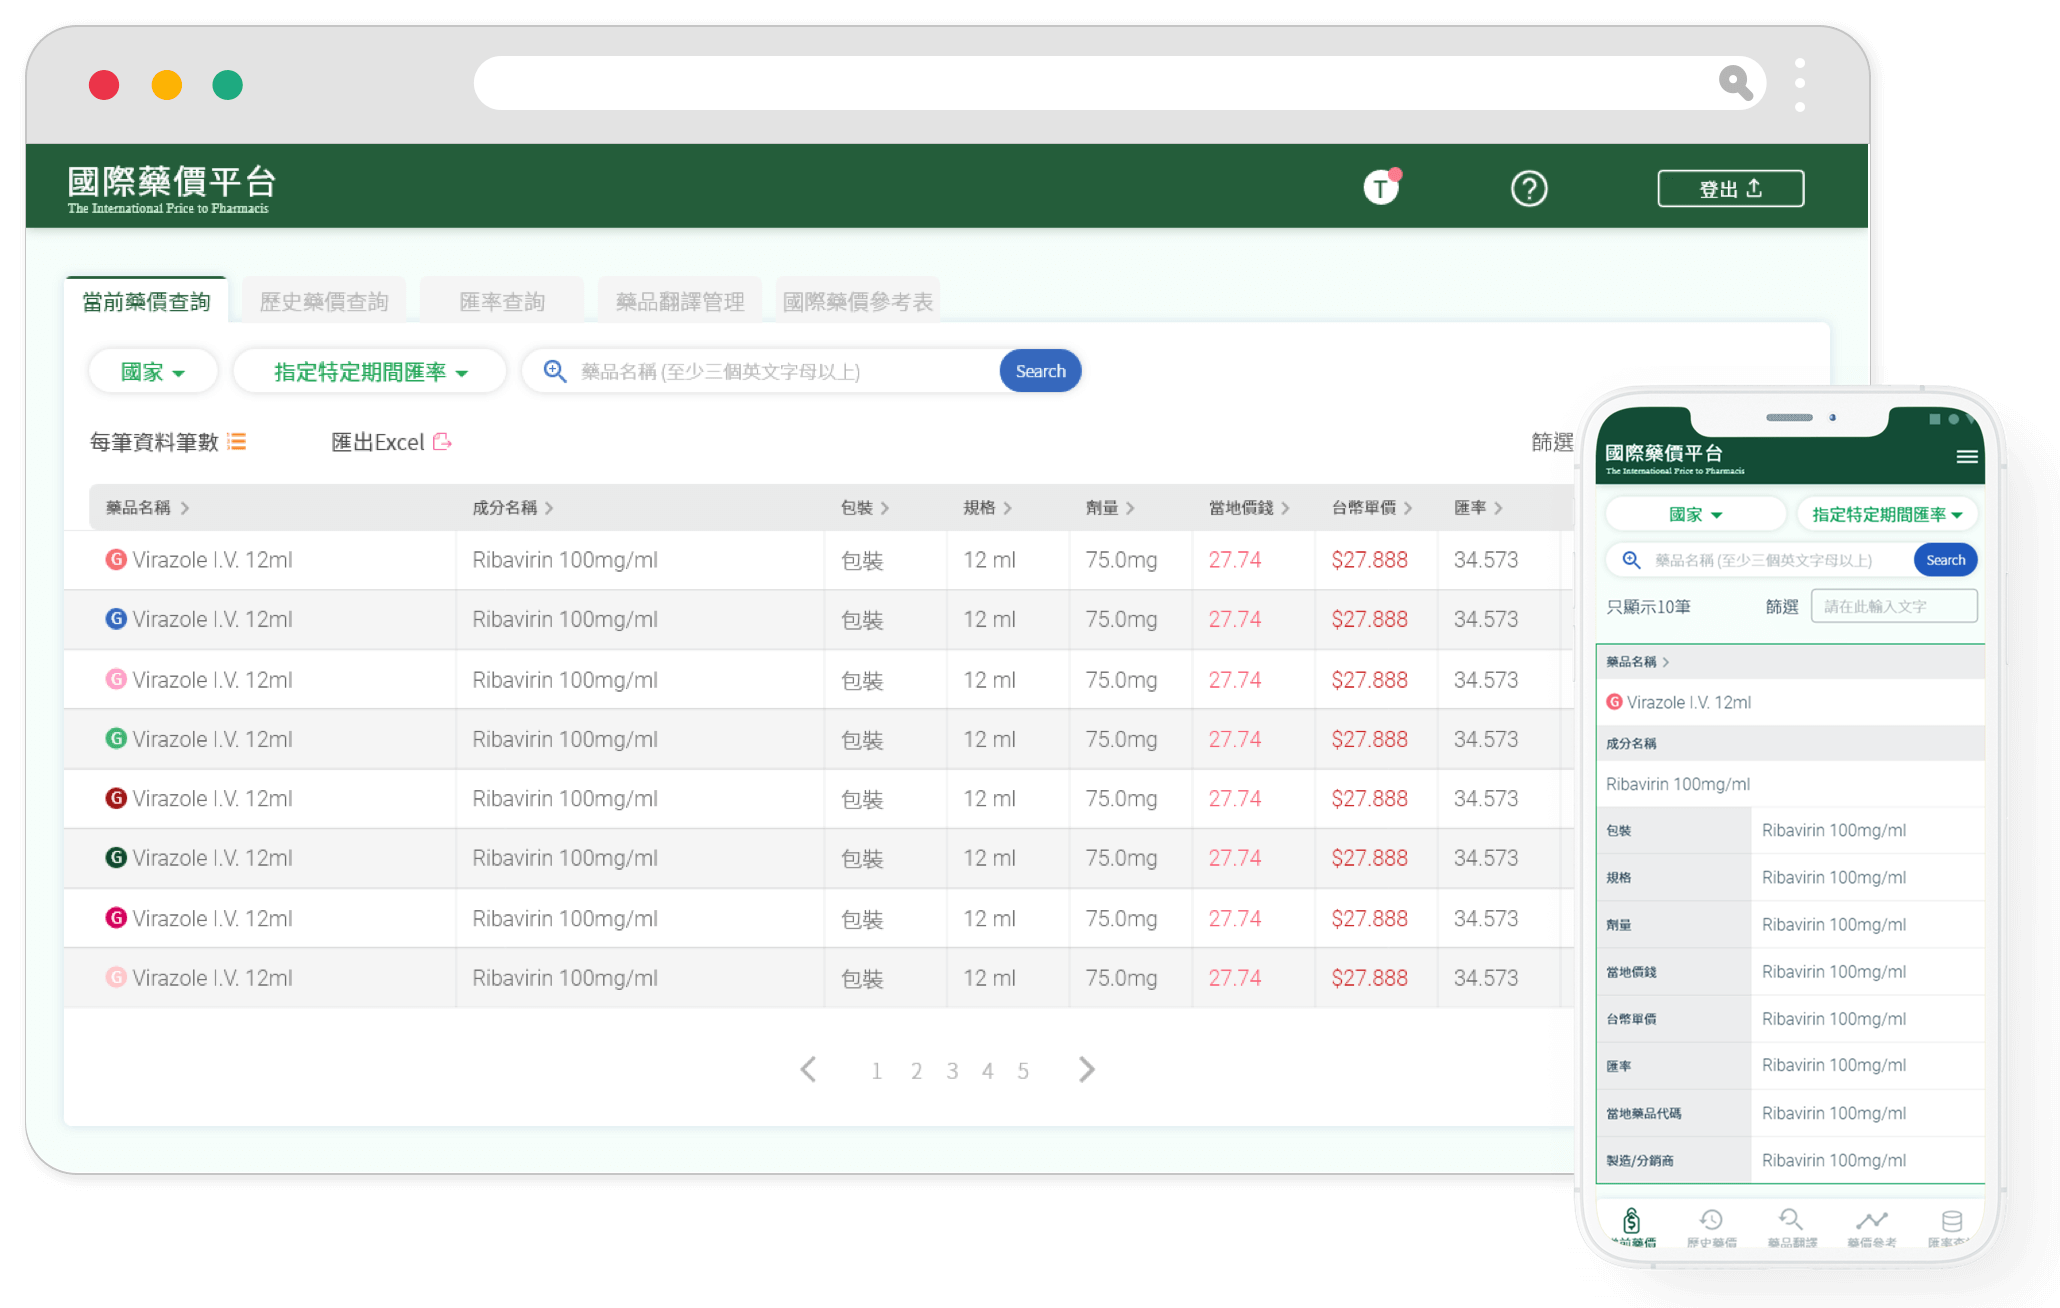 國際藥價平台
The International Price to Pharmacis
T
?
登出
當前藥價查詢 歷史藥價查詢 匯率查詢 藥品翻譯管理 國際藥價參考表
國家 指定特定期間匯率 藥品名稱 (至少三個英文字母以上) Search
每筆資料筆數 匯出Excel 篩選
藥品名稱 成分名稱 包裝 規格 劑量 當地價錢 台幣單價 匯率
G Virazole I.V. 12ml Ribavirin 100mg/ml 包裝 12 ml 75.0mg 27.74 $27.888 34.573
G Virazole I.V. 12ml Ribavirin 100mg/ml 包裝 12 ml 75.0mg 27.74 $27.888 34.573
G Virazole I.V. 12ml Ribavirin 100mg/ml 包裝 12 ml 75.0mg 27.74 $27.888 34.573
G Virazole I.V. 12ml Ribavirin 100mg/ml 包裝 12 ml 75.0mg 27.74 $27.888 34.573
G Virazole I.V. 12ml Ribavirin 100mg/ml 包裝 12 ml 75.0mg 27.74 $27.888 34.573
G Virazole I.V. 12ml Ribavirin 100mg/ml 包裝 12 ml 75.0mg 27.74 $27.888 34.573
G Virazole I.V. 12ml Ribavirin 100mg/ml 包裝 12 ml 75.0mg 27.74 $27.888 34.573
G Virazole I.V. 12ml Ribavirin 100mg/ml 包裝 12 ml 75.0mg 27.74 $27.888 34.573
1 2 3 4 5
國際藥價平台
The International Price to Pharmacis
國家 指定特定期間匯率
藥品名稱 (至少三個英文字母以上) Search
只顯示10筆 篩選 請在此輸入文字
藥品名稱
G Virazole I.V. 12ml
成分名稱
Ribavirin 100mg/ml
包裝 Ribavirin 100mg/ml
規格 Ribavirin 100mg/ml
劑量 Ribavirin 100mg/ml
當地價錢 Ribavirin 100mg/ml
台幣單價 Ribavirin 100mg/ml
匯率 Ribavirin 100mg/ml
當地藥品代碼 Ribavirin 100mg/ml
製造/分銷商 Ribavirin 100mg/ml
當前藥價 歷史藥價 藥品翻譯 藥價參考 匯率查